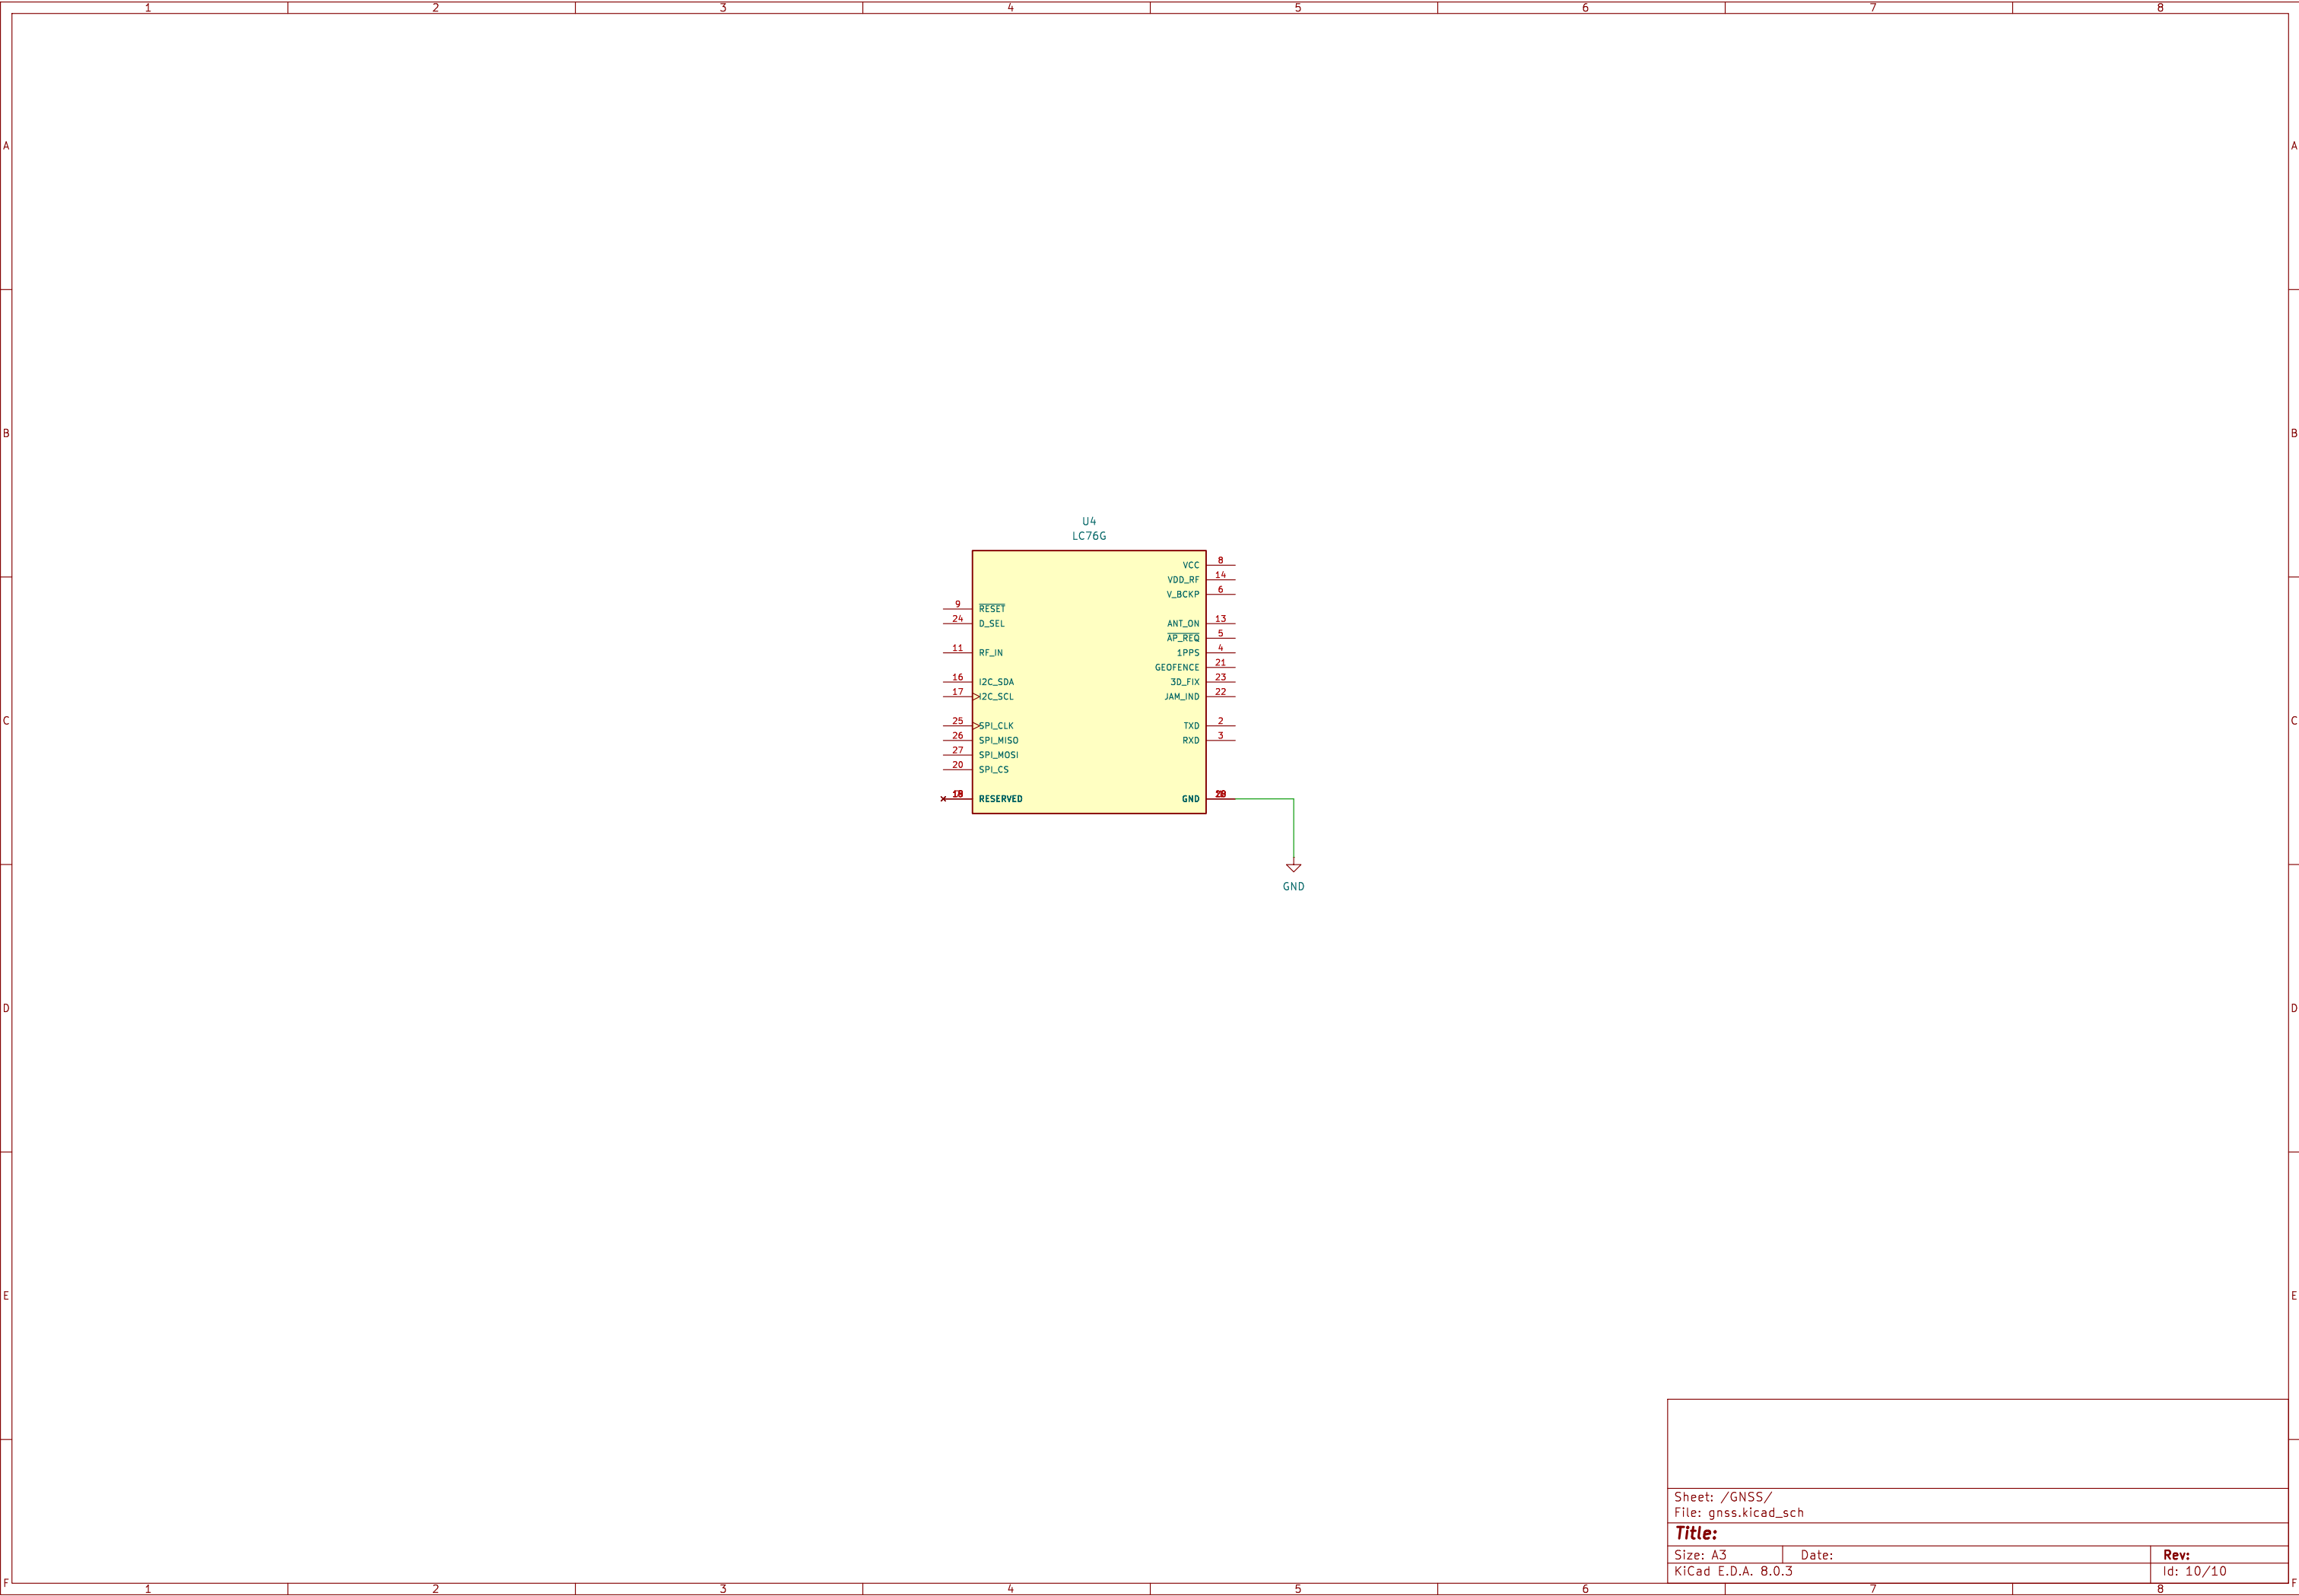 1 2 3 4 5 6 7 8
A A
B B
U4
LC76G
VCC 8
VDD_RF 14
V_BCKP 6
9 RESET
24 D_SEL ANT_ON 13
AP_REQ 5
11 RF_IN 1PPS 4
GEOFENCE 21
16 I2C_SDA 3D_FIX 23
17 I2C_SCL JAM_IND 22
C C
25 SPI_CLK TXD 2
26 SPI_MISO RXD 3
27 SPI_MOSI
20 SPI_CS
RESERVED GND
GND
D D
E E
Sheet: /GNSS/
File: gnss.kicad_sch
Title:
Size: A3 Date: Rev:
KiCad E.D.A. 8.0.3 Id: 10/10
F F
1 2 3 4 5 6 7 8